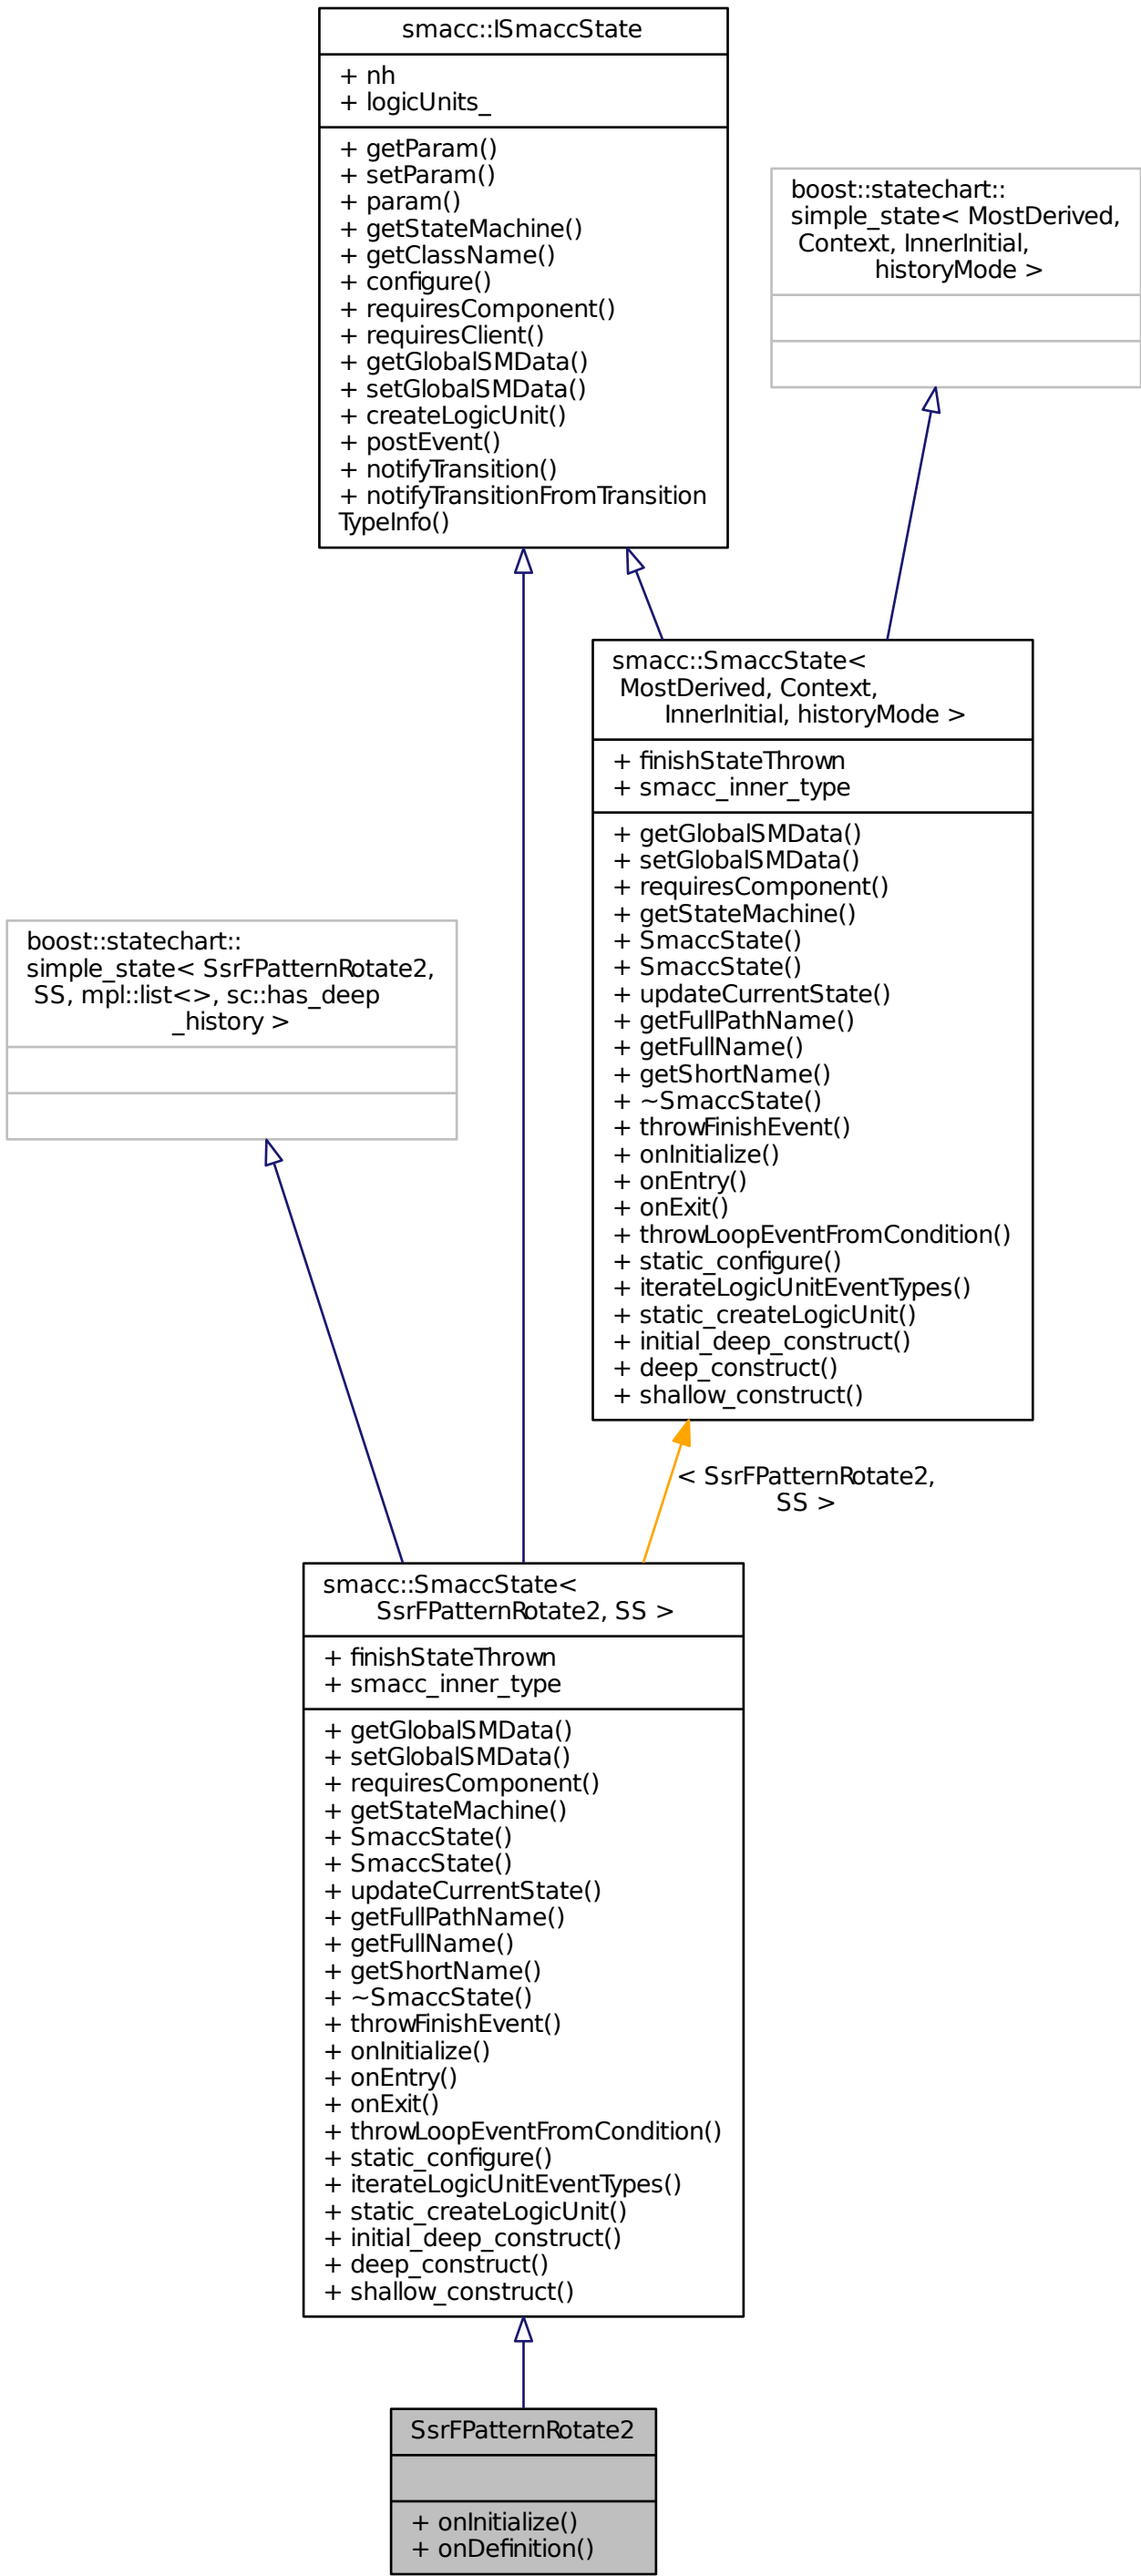 smacc::ISmaccState
+ nh
+ logicUnits_
+ getParam()
+ setParam()
+ param()
+ getStateMachine()
+ getClassName()
+ configure()
+ requiresComponent()
+ requiresClient()
+ getGlobalSMData()
+ setGlobalSMData()
+ createLogicUnit()
+ postEvent()
+ notifyTransition()
+ notifyTransitionFromTransition
TypeInfo()
boost::statechart::
simple_state< MostDerived,
Context, InnerInitial,
historyMode >
smacc::SmaccState<
MostDerived, Context,
InnerInitial, historyMode >
+ finishStateThrown
+ smacc_inner_type
+ getGlobalSMData()
+ setGlobalSMData()
+ requiresComponent()
+ getStateMachine()
+ SmaccState()
+ SmaccState()
+ updateCurrentState()
+ getFullPathName()
+ getFullName()
+ getShortName()
+ ~SmaccState()
+ throwFinishEvent()
+ onInitialize()
+ onEntry()
+ onExit()
+ throwLoopEventFromCondition()
+ static_configure()
+ iterateLogicUnitEventTypes()
+ static_createLogicUnit()
+ initial_deep_construct()
+ deep_construct()
+ shallow_construct()
boost::statechart::
simple_state< SsrFPatternRotate2,
SS, mpl::list<>, sc::has_deep
_history >
< SsrFPatternRotate2,
SS >
smacc::SmaccState<
SsrFPatternRotate2, SS >
+ finishStateThrown
+ smacc_inner_type
+ getGlobalSMData()
+ setGlobalSMData()
+ requiresComponent()
+ getStateMachine()
+ SmaccState()
+ SmaccState()
+ updateCurrentState()
+ getFullPathName()
+ getFullName()
+ getShortName()
+ ~SmaccState()
+ throwFinishEvent()
+ onInitialize()
+ onEntry()
+ onExit()
+ throwLoopEventFromCondition()
+ static_configure()
+ iterateLogicUnitEventTypes()
+ static_createLogicUnit()
+ initial_deep_construct()
+ deep_construct()
+ shallow_construct()
SsrFPatternRotate2
+ onInitialize()
+ onDefinition()